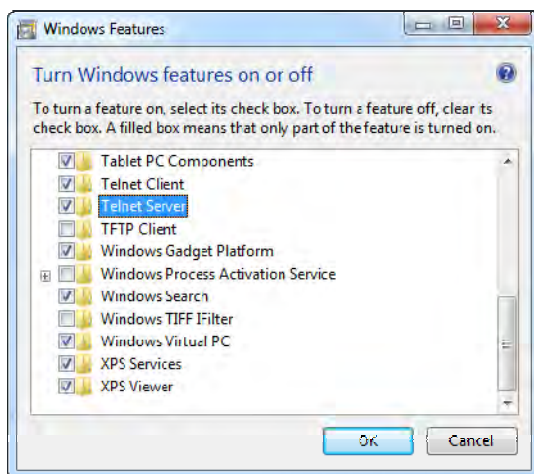 Windows Features
Turn Windows features on or off
To turn a feature on, select its check box. To turn a feature off, clear its
check box. A filled box means that only part of the feature is turned on.
Tablet PC Components
Telnet Client
Telnet Server
TFTP Client
Windows Gadget Platform
Windows Process Activation Service
Windows Search
Windows TIFF IFilter
Windows Virtual PC
XPS Services
XPS Viewer
OK
Cancel